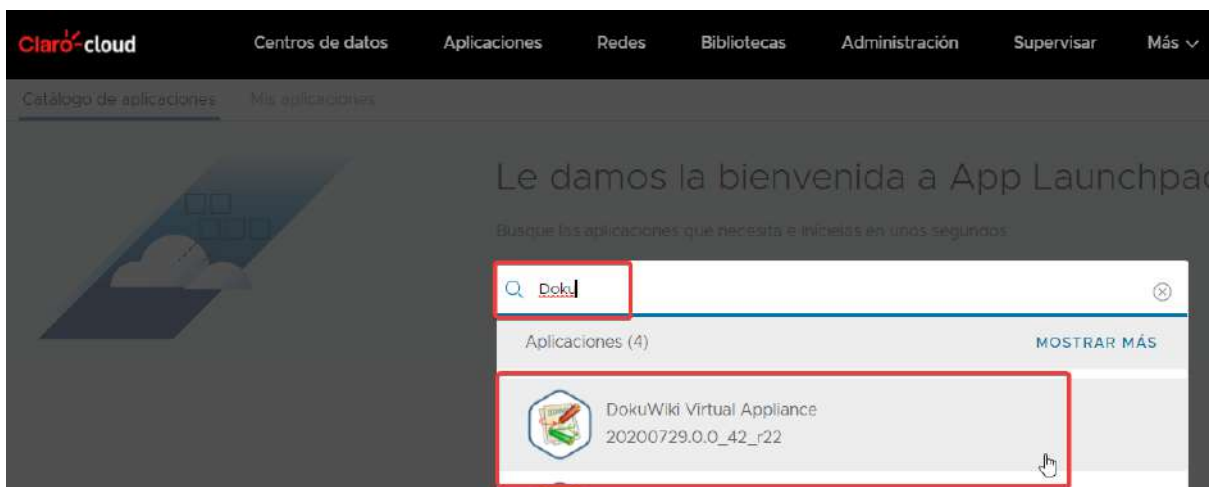 Claro-cloud Centros de datos Aplicaciones Redes Bibliotecas Administración Supervisar Más
Catálogo de aplicaciones Mis aplicaciones
Le damos la bienvenida a App Launchpad
Busque las aplicaciones que necesita e inícielas en unos segundos
Doku
Aplicaciones (4) MOSTRAR MÁS
DokuWiki Virtual Appliance
20200729.0.0_42_r22